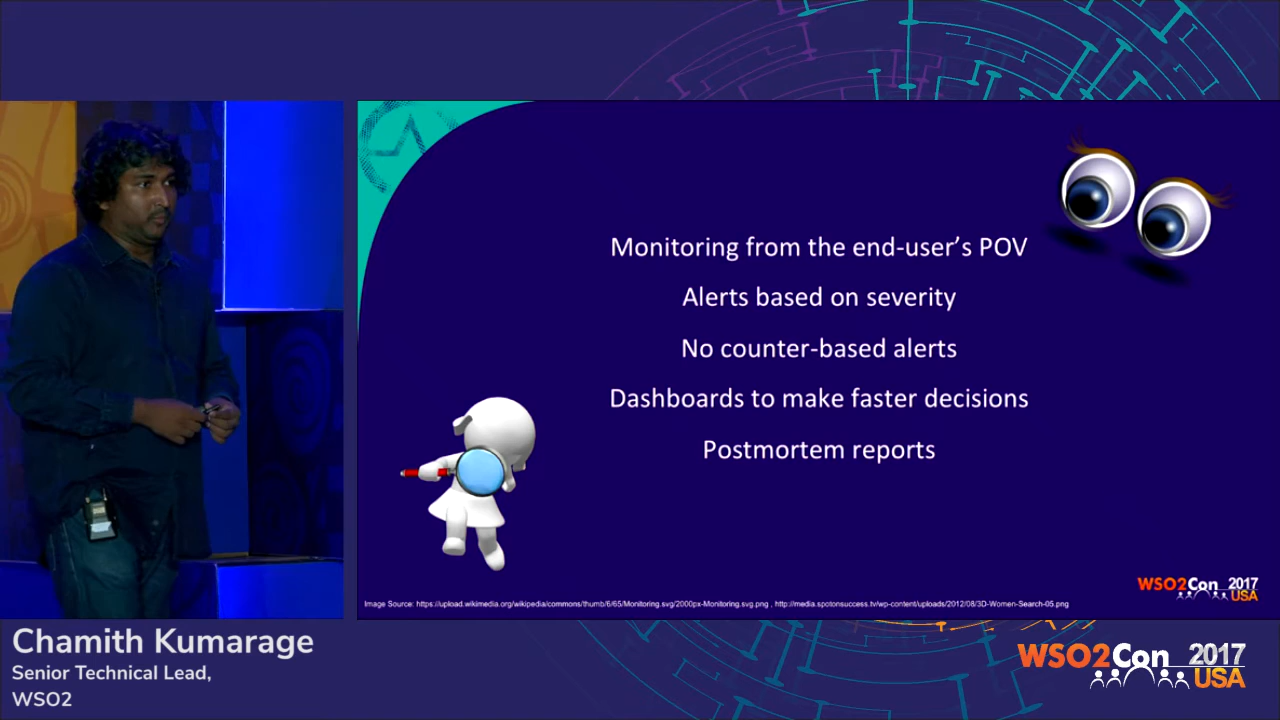 Monitoring from the end-user's POV
Alerts based on severity
No counter-based alerts
Dashboards to make faster decisions
Postmortem reports
WSO2Con 2017
USA
Image Source: https://upload.wikimedia.org/wikipedia/commons/thumb/6/65/Monitoring.svg/2000px-Monitoring.svg.png , http://media.spotonsuccess.tv/wp-content/uploads/2012/08/3D-Women-Search-05.png
Chamith Kumarage
Senior Technical Lead,
WSO2
WSO2Con 2017
USA